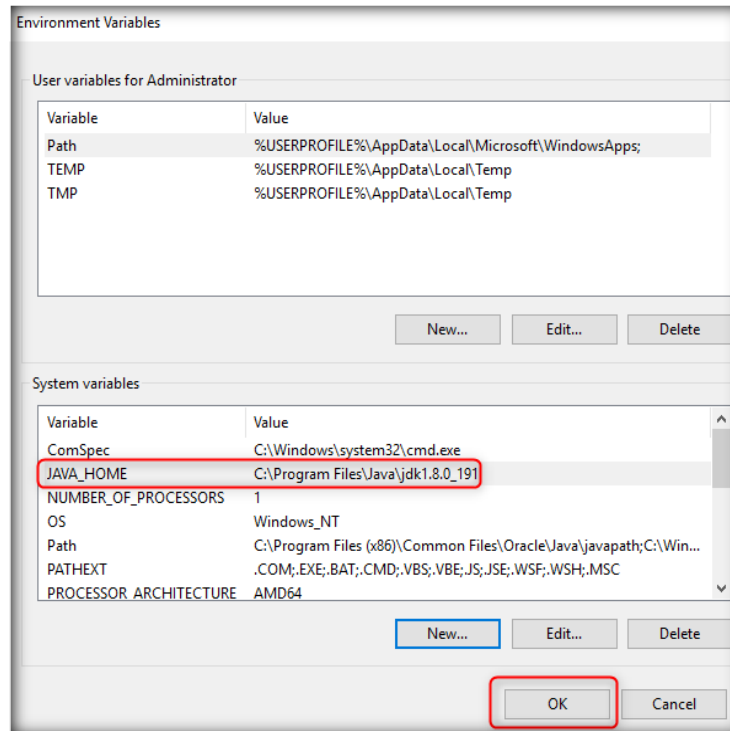 Environment Variables
User variables for Administrator
Variable Value
Path %USERPROFILE%\AppData\Local\Microsoft\WindowsApps;
TEMP %USERPROFILE%\AppData\Local\Temp
TMP %USERPROFILE%\AppData\Local\Temp
New... Edit... Delete
System variables
Variable Value
ComSpec C:\Windows\system32\cmd.exe
JAVA_HOME C:\Program Files\Java\jdk1.8.0_191
NUMBER_OF_PROCESSORS 1
OS Windows_NT
Path C:\Program Files (x86)\Common Files\Oracle\Java\javapath;C:\Win...
PATHEXT .COM;.EXE;.BAT;.CMD;.VBS;.VBE;.JS;.JSE;.WSF;.WSH;.MSC
PROCESSOR_ARCHITECTURE AMD64
New... Edit... Delete
OK Cancel